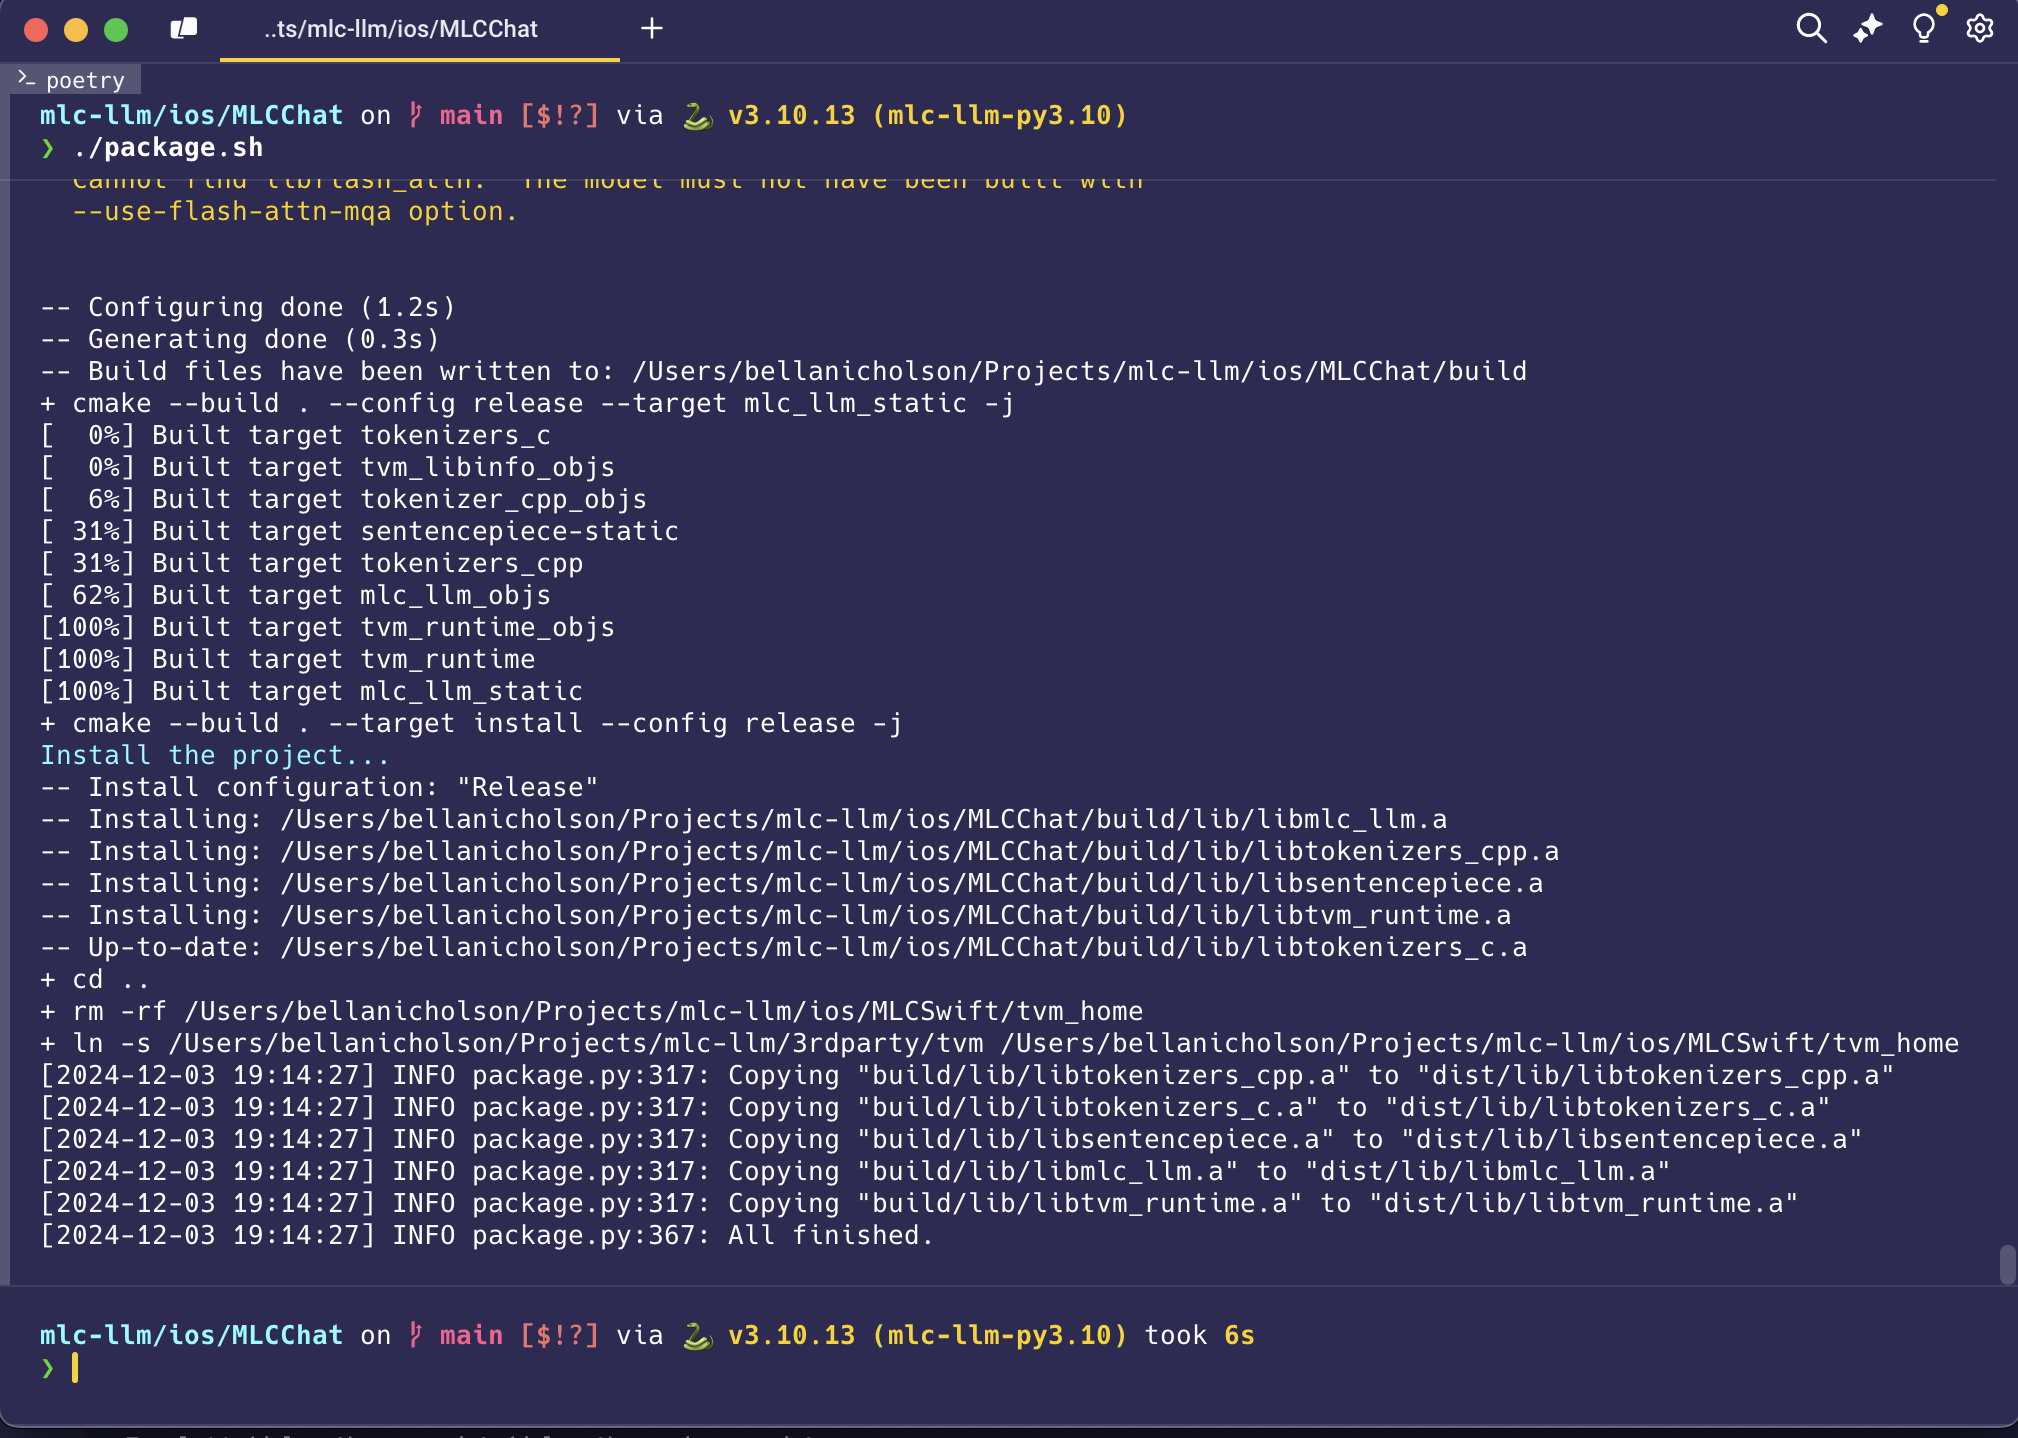 ..ts/mlc-llm/ios/MLCChat
poetry
mlc-llm/ios/MLCChat on main [$!?] via v3.10.13 (mlc-llm-py3.10)
❯ ./package.sh
Cannot find libflash_attn. The model must not have been built with
--use-flash-attn-mqa option.
-- Configuring done (1.2s)
-- Generating done (0.3s)
-- Build files have been written to: /Users/bellanicholson/Projects/mlc-llm/ios/MLCChat/build
+ cmake --build . --config release --target mlc_llm_static -j
[  0%] Built target tokenizers_c
[  0%] Built target tvm_libinfo_objs
[  6%] Built target tokenizer_cpp_objs
[ 31%] Built target sentencepiece-static
[ 31%] Built target tokenizers_cpp
[ 62%] Built target mlc_llm_objs
[100%] Built target tvm_runtime_objs
[100%] Built target tvm_runtime
[100%] Built target mlc_llm_static
+ cmake --build . --target install --config release -j
Install the project...
-- Install configuration: "Release"
-- Installing: /Users/bellanicholson/Projects/mlc-llm/ios/MLCChat/build/lib/libmlc_llm.a
-- Installing: /Users/bellanicholson/Projects/mlc-llm/ios/MLCChat/build/lib/libtokenizers_cpp.a
-- Installing: /Users/bellanicholson/Projects/mlc-llm/ios/MLCChat/build/lib/libsentencepiece.a
-- Installing: /Users/bellanicholson/Projects/mlc-llm/ios/MLCChat/build/lib/libtvm_runtime.a
-- Up-to-date: /Users/bellanicholson/Projects/mlc-llm/ios/MLCChat/build/lib/libtokenizers_c.a
+ cd ..
+ rm -rf /Users/bellanicholson/Projects/mlc-llm/ios/MLCSwift/tvm_home
+ ln -s /Users/bellanicholson/Projects/mlc-llm/3rdparty/tvm /Users/bellanicholson/Projects/mlc-llm/ios/MLCSwift/tvm_home
[2024-12-03 19:14:27] INFO package.py:317: Copying "build/lib/libtokenizers_cpp.a" to "dist/lib/libtokenizers_cpp.a"
[2024-12-03 19:14:27] INFO package.py:317: Copying "build/lib/libtokenizers_c.a" to "dist/lib/libtokenizers_c.a"
[2024-12-03 19:14:27] INFO package.py:317: Copying "build/lib/libsentencepiece.a" to "dist/lib/libsentencepiece.a"
[2024-12-03 19:14:27] INFO package.py:317: Copying "build/lib/libmlc_llm.a" to "dist/lib/libmlc_llm.a"
[2024-12-03 19:14:27] INFO package.py:317: Copying "build/lib/libtvm_runtime.a" to "dist/lib/libtvm_runtime.a"
[2024-12-03 19:14:27] INFO package.py:367: All finished.
mlc-llm/ios/MLCChat on main [$!?] via v3.10.13 (mlc-llm-py3.10) took 6s
❯